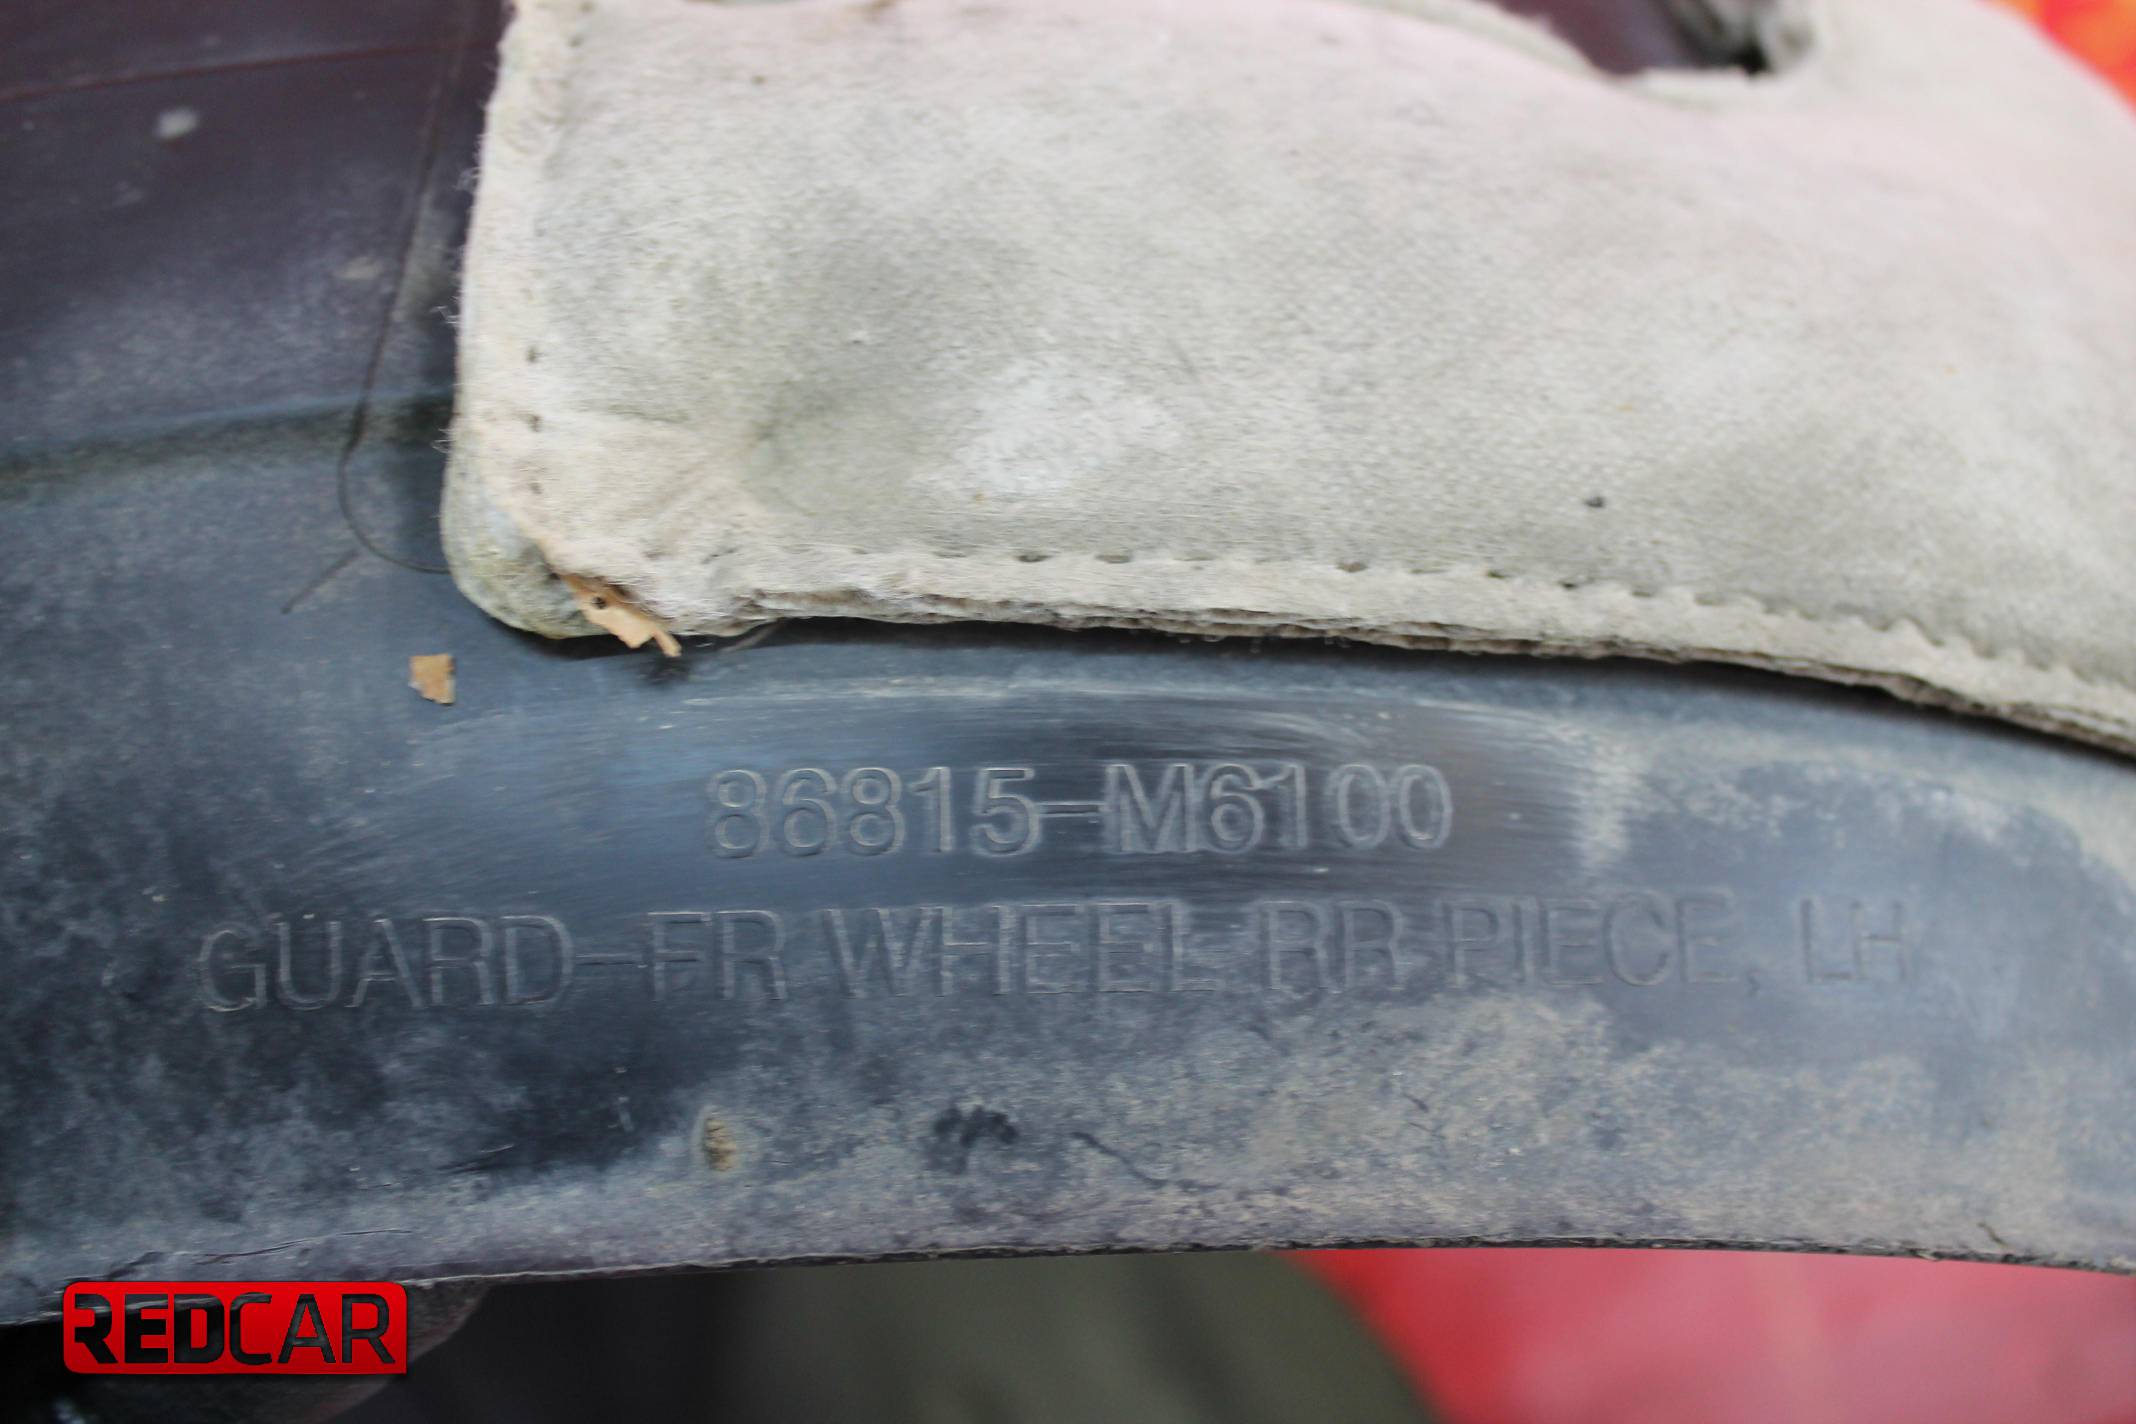 86815-M6100
GUARD-FR WHEEL RR PIECE, LH
REDCAR